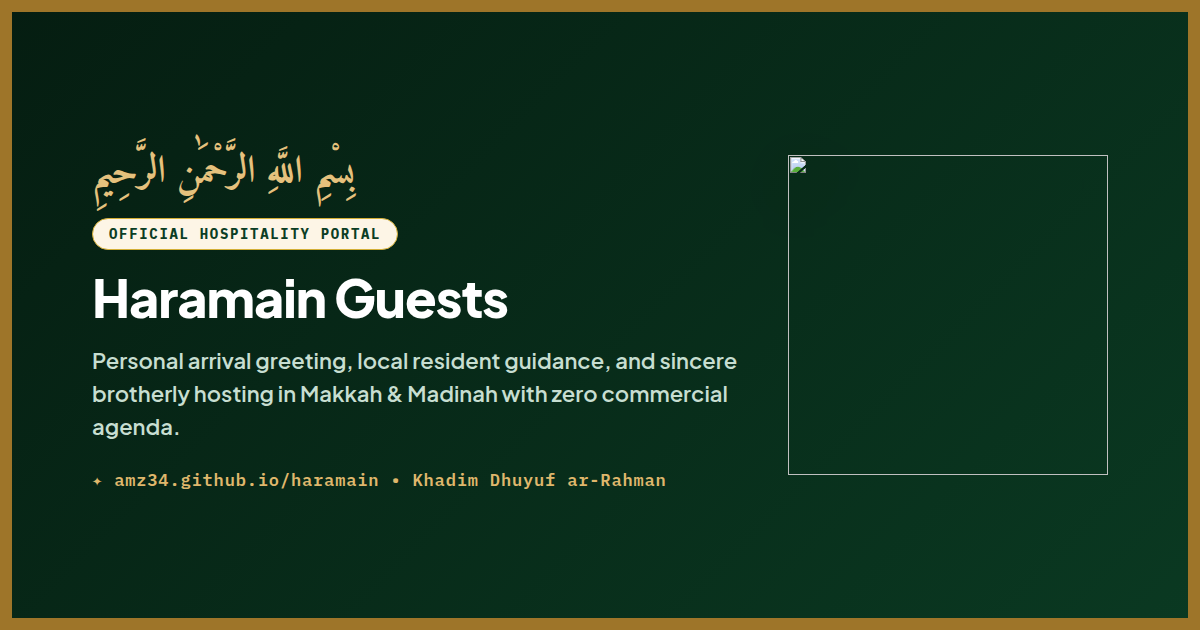 بِسْمِ اللَّهِ الرَّحْمَٰنِ الرَّحِيمِ
OFFICIAL HOSPITALITY PORTAL
Haramain Guests
Personal arrival greeting, local resident guidance, and sincere
brotherly hosting in Makkah & Madinah with zero commercial
agenda.
✦ amz34.github.io/haramain • Khadim Dhuyuf ar-Rahman